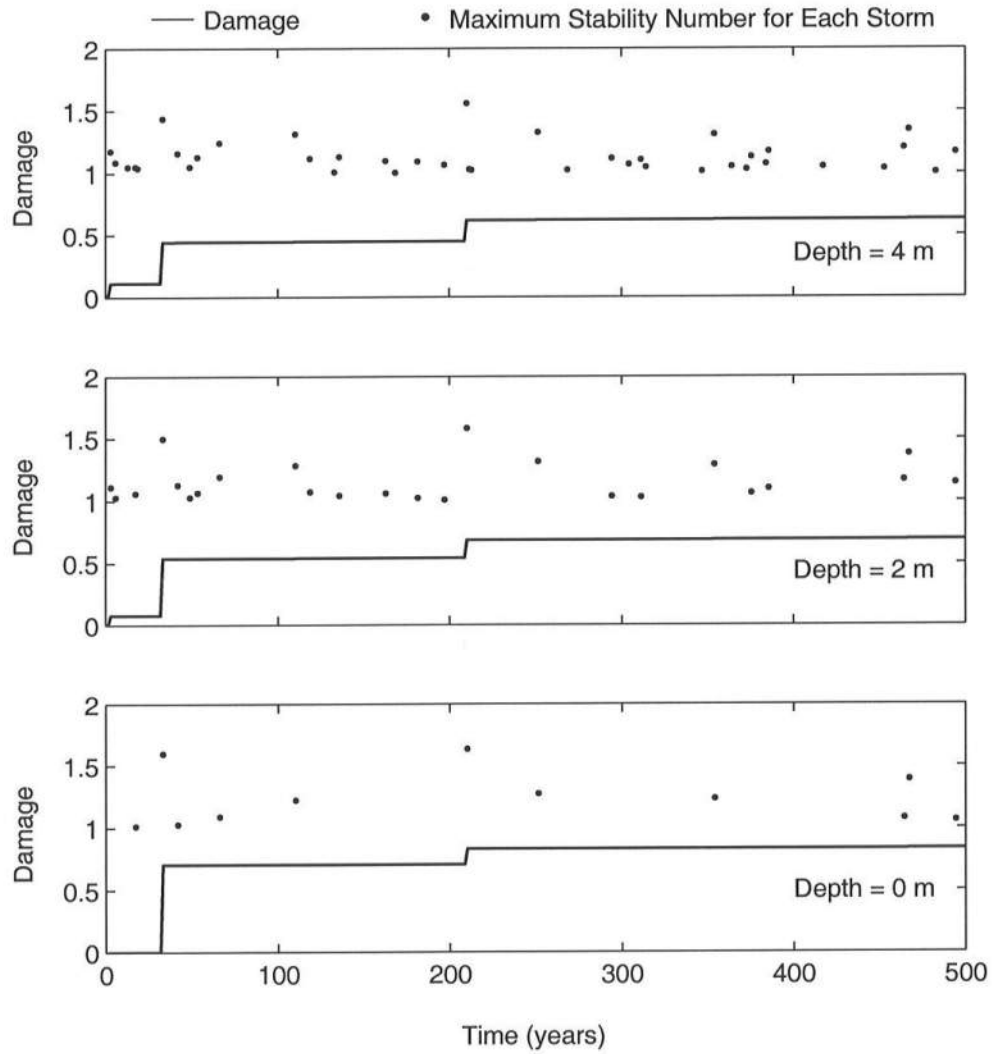 Damage
Maximum Stability Number for Each Storm
2
1.5
1
0.5
0
Damage
Depth = 4 m
2
1.5
1
0.5
0
Damage
Depth = 2 m
2
1.5
1
0.5
0
Damage
Depth = 0 m
0 100 200 300 400 500
Time (years)